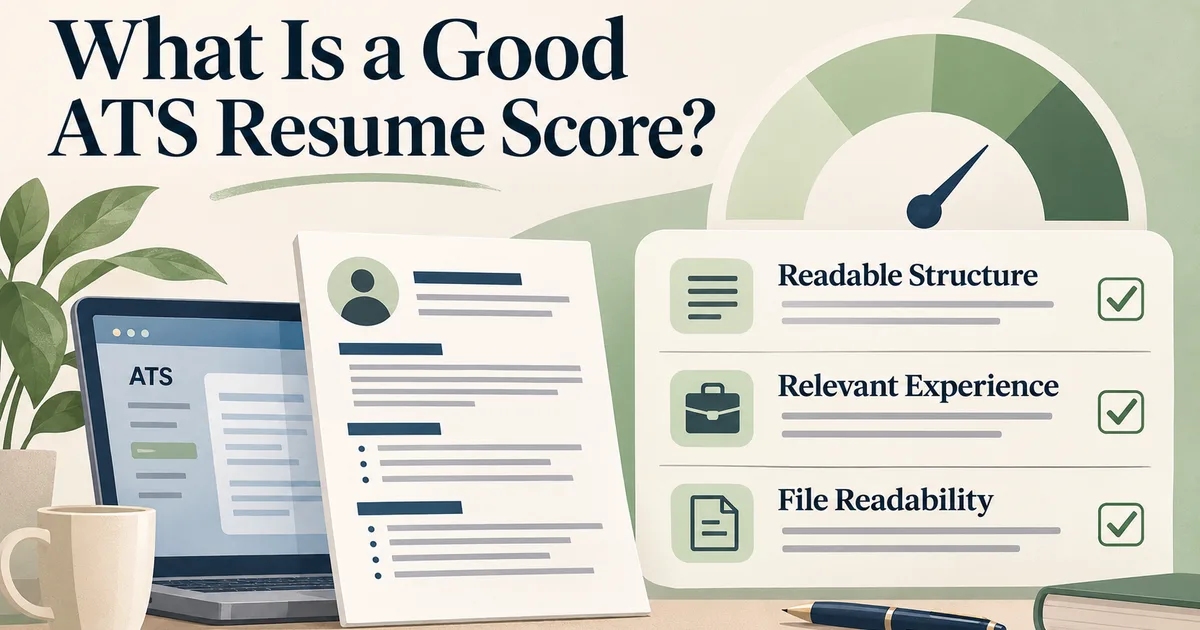 What Is a Good
ATS Resume Score?
ATS
Readable Structure
Relevant Experience
File Readability